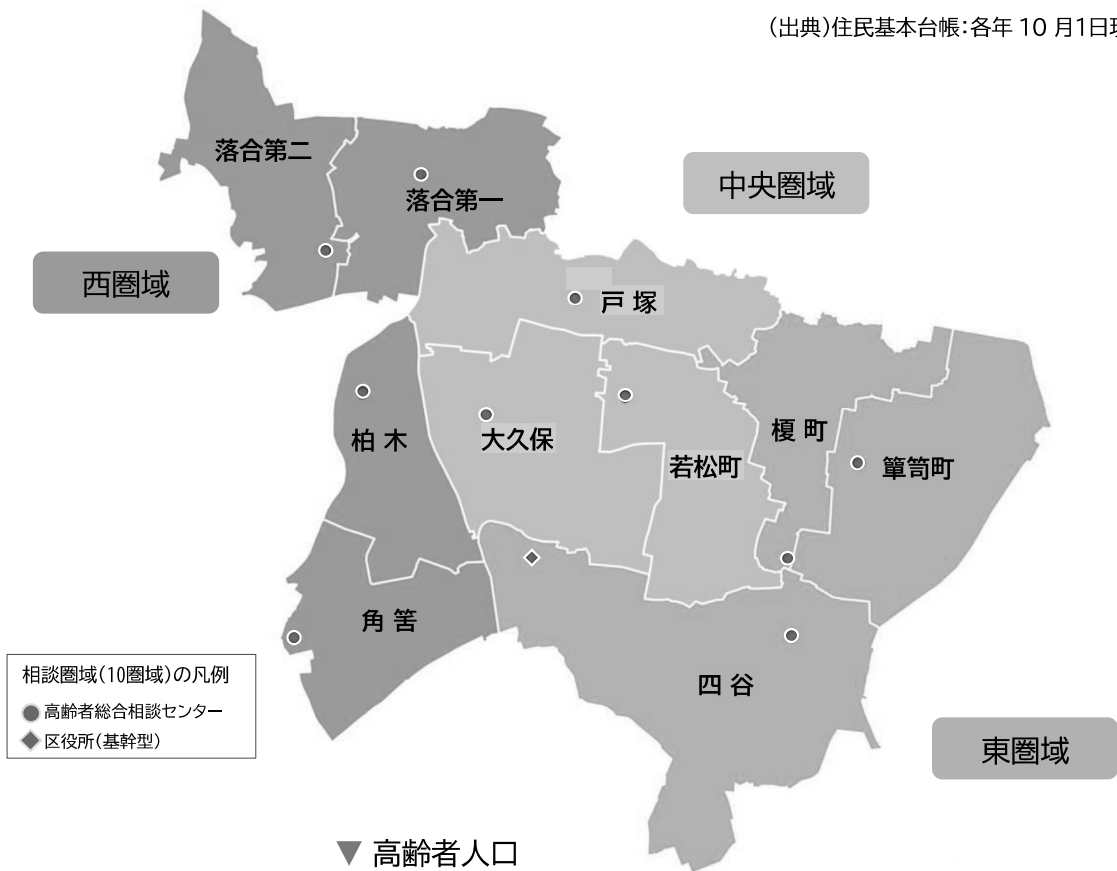 (出典)住民基本台帳:各年 10 月1日現
落合第二
落合第一
中央圏域
西圏域
戸 塚
柏 木
大久保
若松町
榎 町
簞笥町
角 筈
四 谷
相談圏域(10圏域)の凡例
高齢者総合相談センター
区役所(基幹型)
東圏域
▼ 高齢者人口